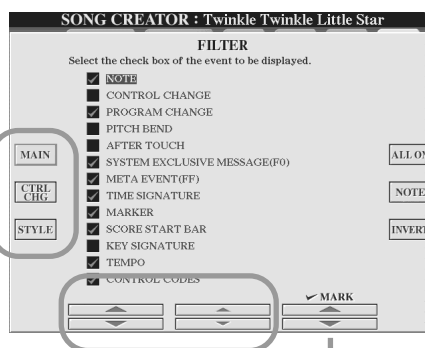 SONG CREATOR : Twinkle Twinkle Little Star
FILTER
Select the check box of the event to be displayed.
NOTE
CONTROL CHANGE
PROGRAM CHANGE
PITCH BEND
AFTER TOUCH
SYSTEM EXCLUSIVE MESSAGE(F0)
META EVENT(FF)
TIME SIGNATURE
MARKER
SCORE START BAR
KEY SIGNATURE
TEMPO
CONTROL CODES
MAIN
CTRL
CHG
STYLE
ALL ON
NOTE
INVERT
MARK